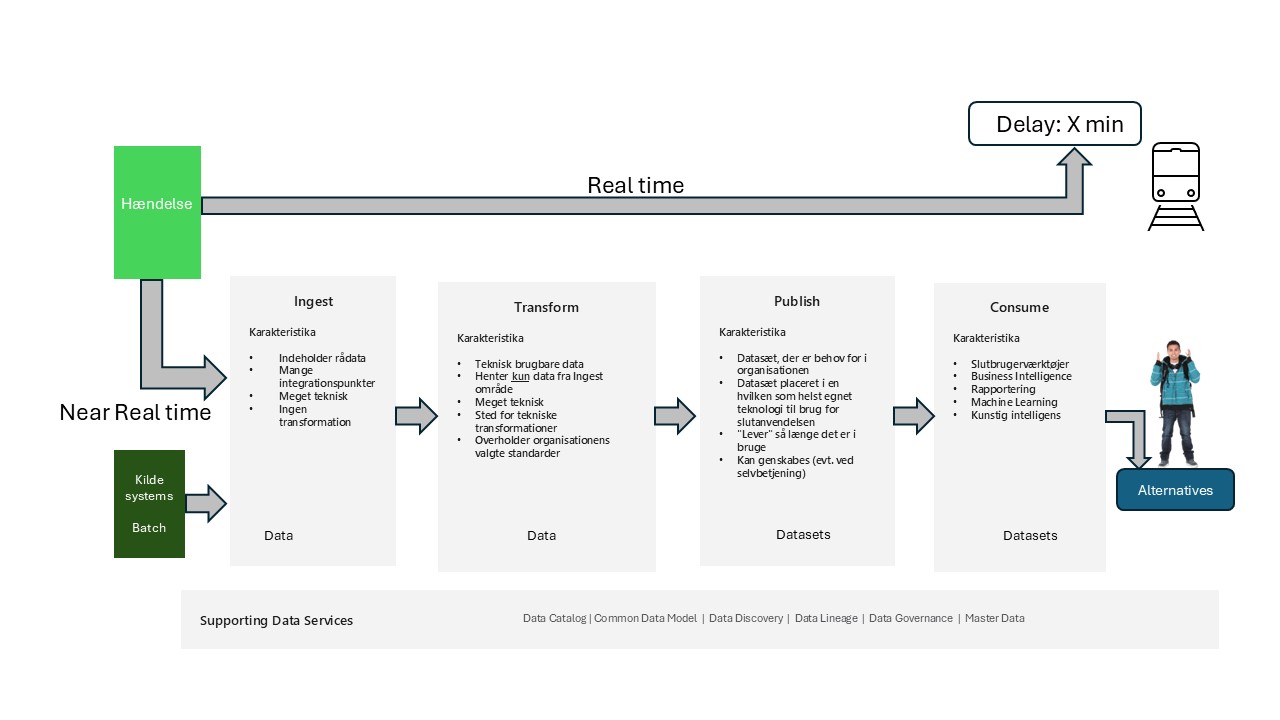 Delay: X min
Real time
Hændelse
Near Real time
Kilde
systems
Batch
Ingest
Karakteristika
• Indeholder rådata
• Mange
integrationspunkter
• Meget teknisk
• Ingen
transformation
Data
Transform
Karakteristika
• Teknisk brugbare data
• Henter kun data fra Ingest
område
• Meget teknisk
• Sted for tekniske
transformationer
• Overholder organisationens
valgte standarder
Data
Publish
Karakteristika
• Datasæt, der er behov for i
organisationen
• Datasæt placeret i en
hvilken som helst egnet
teknologi til brug for
slutanvendelsen
• "Lever" så længe det er i
bruge
• Kan genskabes (evt. ved
selvbetjening)
Datasets
Consume
Karakteristika
• Slutbrugerværktøjer
• Business Intelligence
• Rapportering
• Machine Learning
• Kunstig intelligens
Datasets
Alternatives
Supporting Data Services
Data Catalog | Common Data Model | Data Discovery | Data Lineage | Data Governance | Master Data